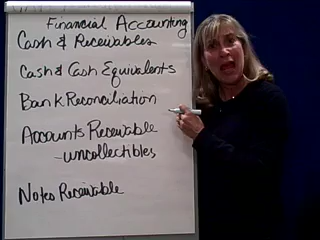 Financial Accounting
Cash & Receivables
Cash & Cash Equivalents
Bank Reconciliation
Accounts Receivable
-uncollectibles
Notes Receivable